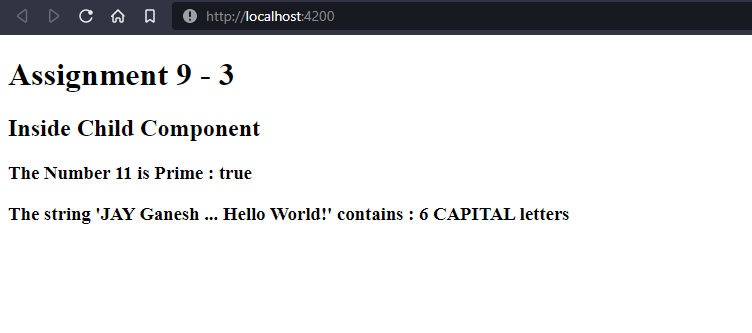 http://localhost:4200
Assignment 9 - 3
Inside Child Component
The Number 11 is Prime : true
The string 'JAY Ganesh ... Hello World!' contains : 6 CAPITAL letters